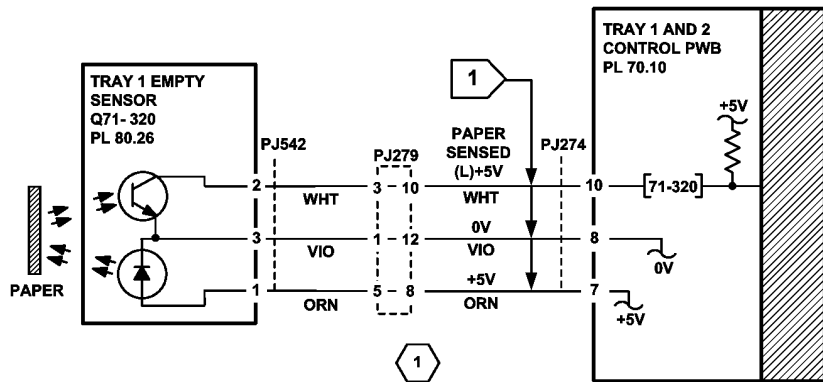 TRAY 1 EMPTY
SENSOR
Q71- 320
PL 80.26
PJ542
PJ279
1
PAPER
SENSED
(L)+5V
PJ274
TRAY 1 AND 2
CONTROL PWB
PL 70.10
+5V
2
WHT
3 10
WHT
10
[71-320]
3
VIO
1 12
0V
VIO
8
0V
1
ORN
5 8
+5V
ORN
7
+5V
PAPER
1